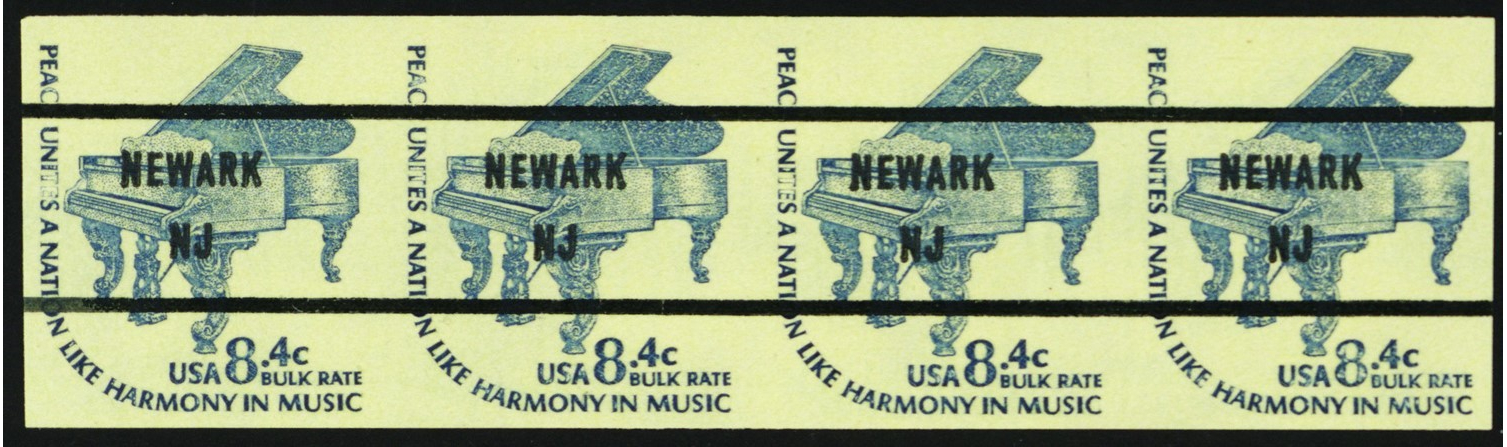 PEACE UNITES A NATION LIKE HARMONY IN MUSIC
NEWARK
NJ
USA 8.4c
BULK RATE
PEACE UNITES A NATION LIKE HARMONY IN MUSIC
NEWARK
NJ
USA 8.4c
BULK RATE
PEACE UNITES A NATION LIKE HARMONY IN MUSIC
NEWARK
NJ
USA 8.4c
BULK RATE
PEACE UNITES A NATION LIKE HARMONY IN MUSIC
NEWARK
NJ
USA 8.4c
BULK RATE